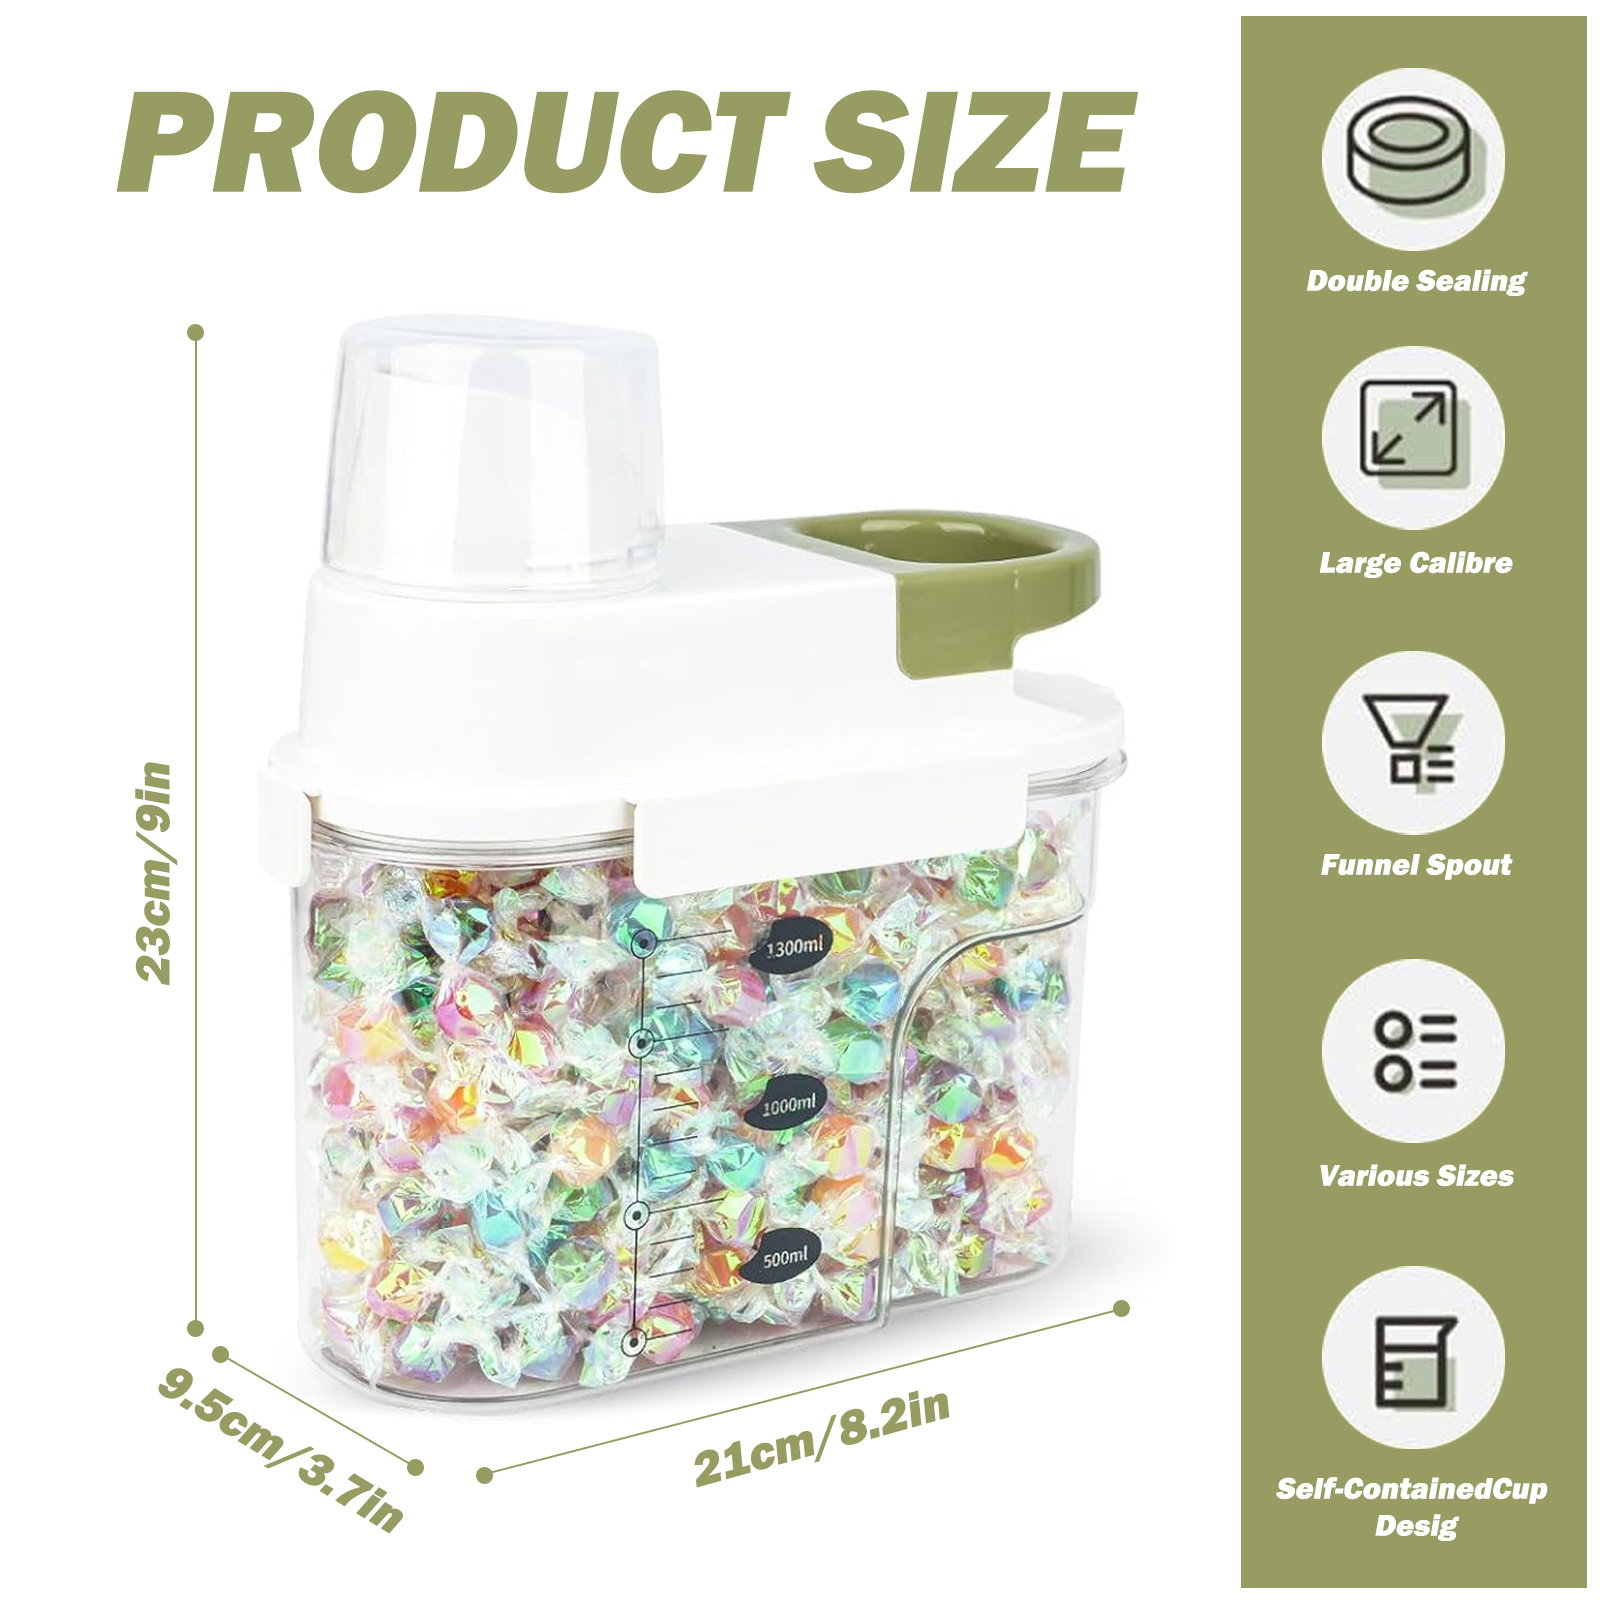 PRODUCT SIZE
23cm/9in
9.5cm/3.7in
21cm/8.2in
1300ml
1000ml
500ml
Double Sealing
Large Calibre
Funnel Spout
Various Sizes
Self-ContainedCup
Desig